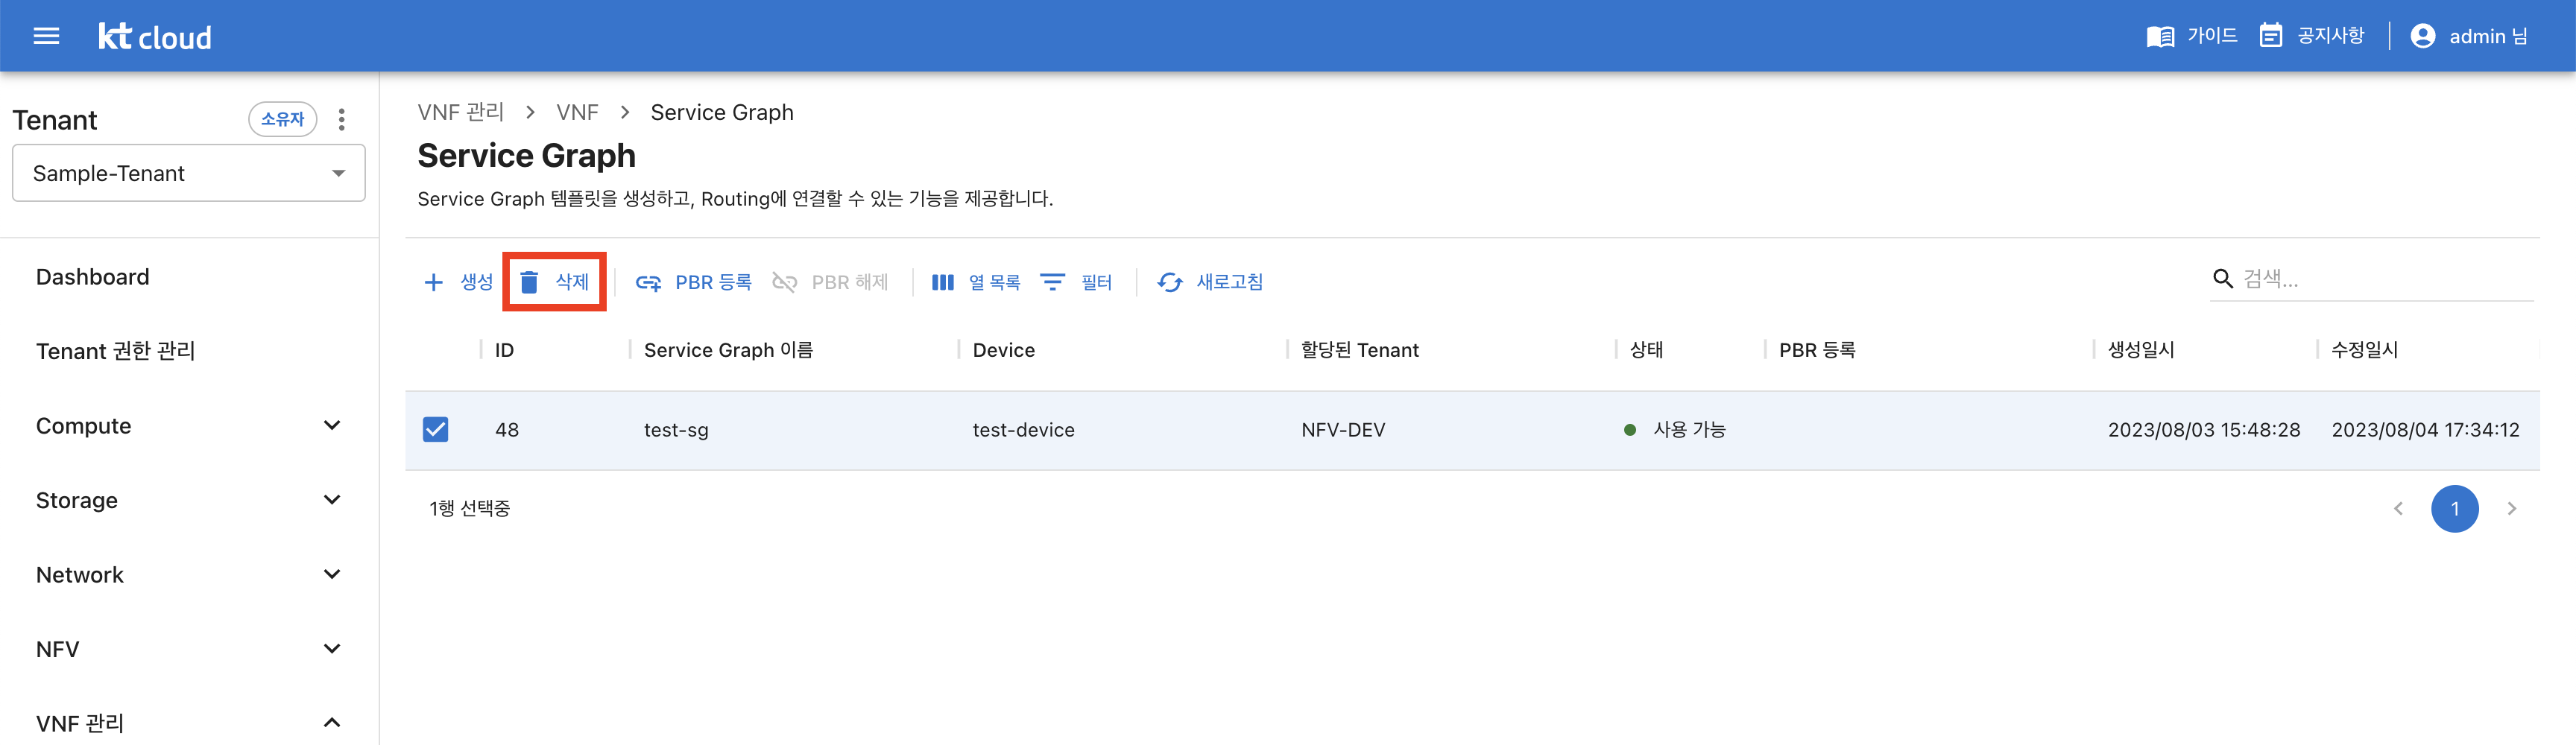 kt cloud
가이드 공지사항 admin 님
Tenant 소유자
Sample-Tenant
Dashboard
Tenant 권한 관리
Compute
Storage
Network
NFV
VNF 관리
VNF 관리 > VNF > Service Graph
Service Graph
Service Graph 템플릿을 생성하고, Routing에 연결할 수 있는 기능을 제공합니다.
생성 삭제 PBR 등록 PBR 해제 열 목록 필터 새로고침 검색...
ID Service Graph 이름 Device 할당된 Tenant 상태 PBR 등록 생성일시 수정일시
48 test-sg test-device NFV-DEV 사용 가능 2023/08/03 15:48:28 2023/08/04 17:34:12
1행 선택중 1